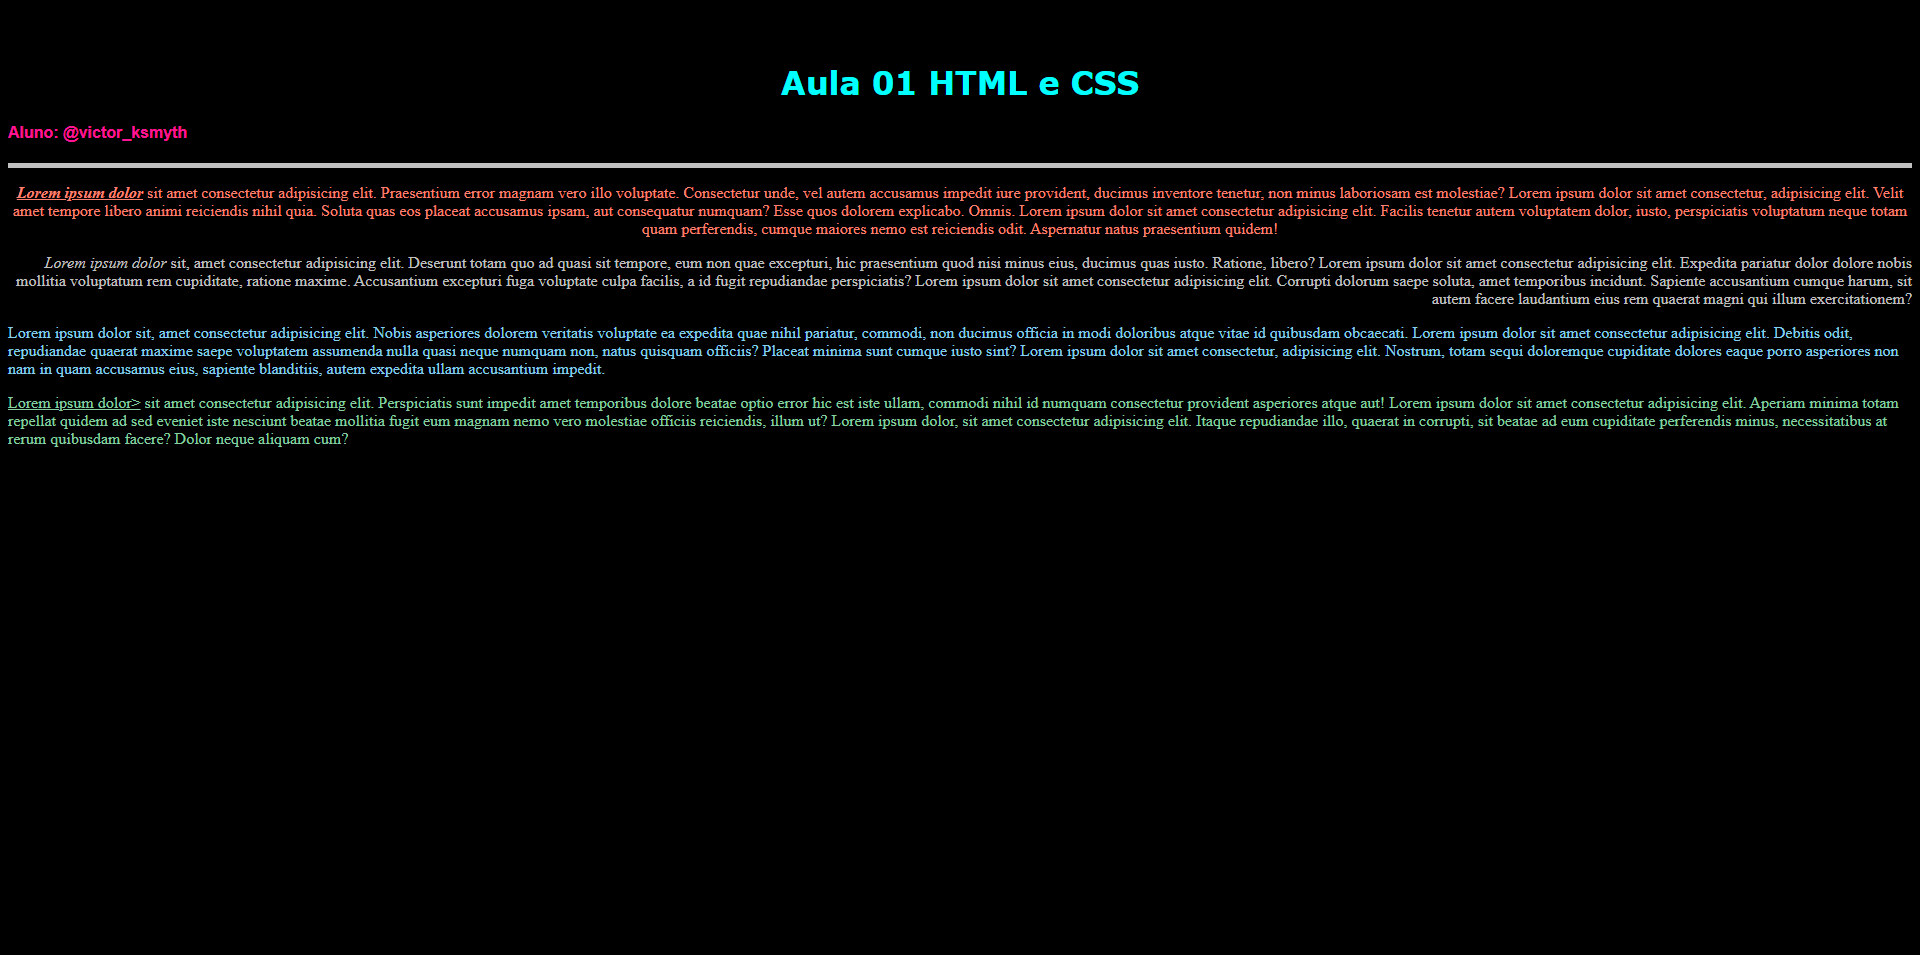 Aula 01 HTML e CSS
Aluno: @victor_ksmyth
Lorem ipsum dolor sit amet consectetur adipisicing elit. Praesentium error magnam vero illo voluptate. Consectetur unde, vel autem accusamus impedit iure provident, ducimus inventore tenetur, non minus laboriosam est molestiae? Lorem ipsum dolor sit amet consectetur, adipisicing elit. Velit
amet tempore libero animi reiciendis nihil quia. Soluta quas eos placeat accusamus ipsam, aut consequatur numquam? Esse quos dolorem explicabo. Omnis. Lorem ipsum dolor sit amet consectetur adipisicing elit. Facilis tenetur autem voluptatem dolor, iusto, perspiciatis voluptatum neque totam
quam perferendis, cumque maiores nemo est reiciendis odit. Aspernatur natus praesentium quidem!
Lorem ipsum dolor sit, amet consectetur adipisicing elit. Deserunt totam quo ad quasi sit tempore, eum non quae excepturi, hic praesentium quod nisi minus eius, ducimus quas iusto. Ratione, libero? Lorem ipsum dolor sit amet consectetur adipisicing elit. Expedita pariatur dolor dolore nobis
mollitia voluptatum rem cupiditate, ratione maxime. Accusantium excepturi fuga voluptate culpa facilis, a id fugit repudiandae perspiciatis? Lorem ipsum dolor sit amet consectetur adipisicing elit. Corrupti dolorum saepe soluta, amet temporibus incidunt. Sapiente accusantium cumque harum, sit
autem facere laudantium eius rem quaerat magni qui illum exercitationem?
Lorem ipsum dolor sit, amet consectetur adipisicing elit. Nobis asperiores dolorem veritatis voluptate ea expedita quae nihil pariatur, commodi, non ducimus officia in modi doloribus atque vitae id quibusdam obcaecati. Lorem ipsum dolor sit amet consectetur adipisicing elit. Debitis odit,
repudiandae quaerat maxime saepe voluptatem assumenda nulla quasi neque numquam non, natus quisquam officiis? Placeat minima sunt cumque iusto sint? Lorem ipsum dolor sit amet consectetur, adipisicing elit. Nostrum, totam sequi doloremque cupiditate dolores eaque porro asperiores non
nam in quam accusamus eius, sapiente blanditiis, autem expedita ullam accusantium impedit.
Lorem ipsum dolor> sit amet consectetur adipisicing elit. Perspiciatis sunt impedit amet temporibus dolore beatae optio error hic est iste ullam, commodi nihil id numquam consectetur provident asperiores atque aut! Lorem ipsum dolor sit amet consectetur adipisicing elit. Aperiam minima totam
repellat quidem ad sed eveniet iste nesciunt beatae mollitia fugit eum magnam nemo vero molestiae officiis reiciendis, illum ut? Lorem ipsum dolor, sit amet consectetur adipisicing elit. Itaque repudiandae illo, quaerat in corrupti, sit beatae ad eum cupiditate perferendis minus, necessitatibus at
rerum quibusdam facere? Dolor neque aliquam cum?